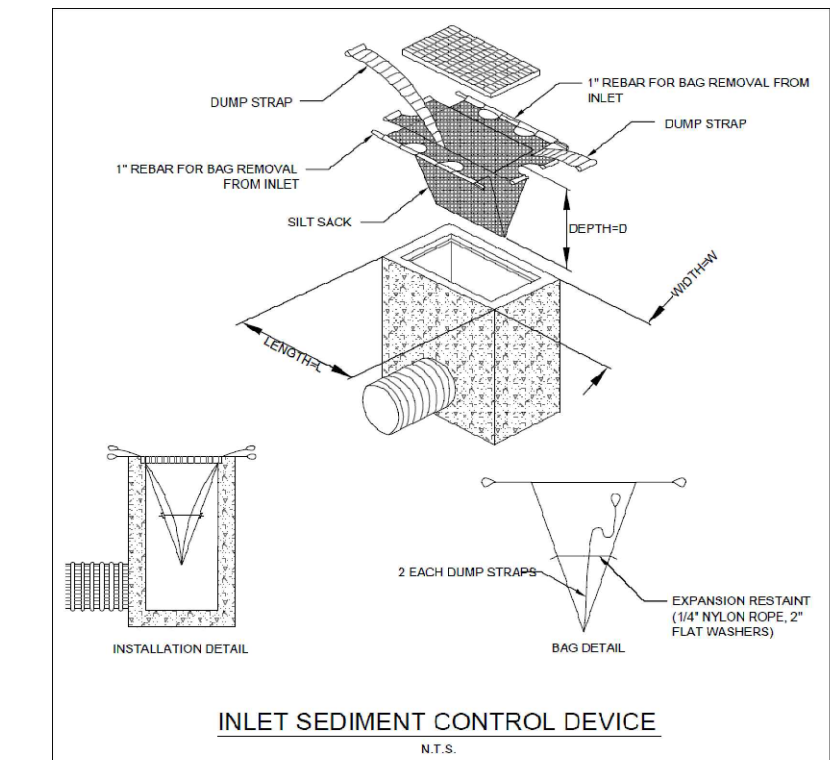 DUMP STRAP
1" REBAR FOR BAG REMOVAL FROM
INLET
DUMP STRAP
1" REBAR FOR BAG REMOVAL
FROM INLET
SILT SACK
DEPTH=D
WIDTH=W
LENGTH=L
2 EACH DUMP STRAPS
EXPANSION RESTAINT
(1/4" NYLON ROPE, 2"
FLAT WASHERS)
INSTALLATION DETAIL
BAG DETAIL
INLET SEDIMENT CONTROL DEVICE
N.T.S.